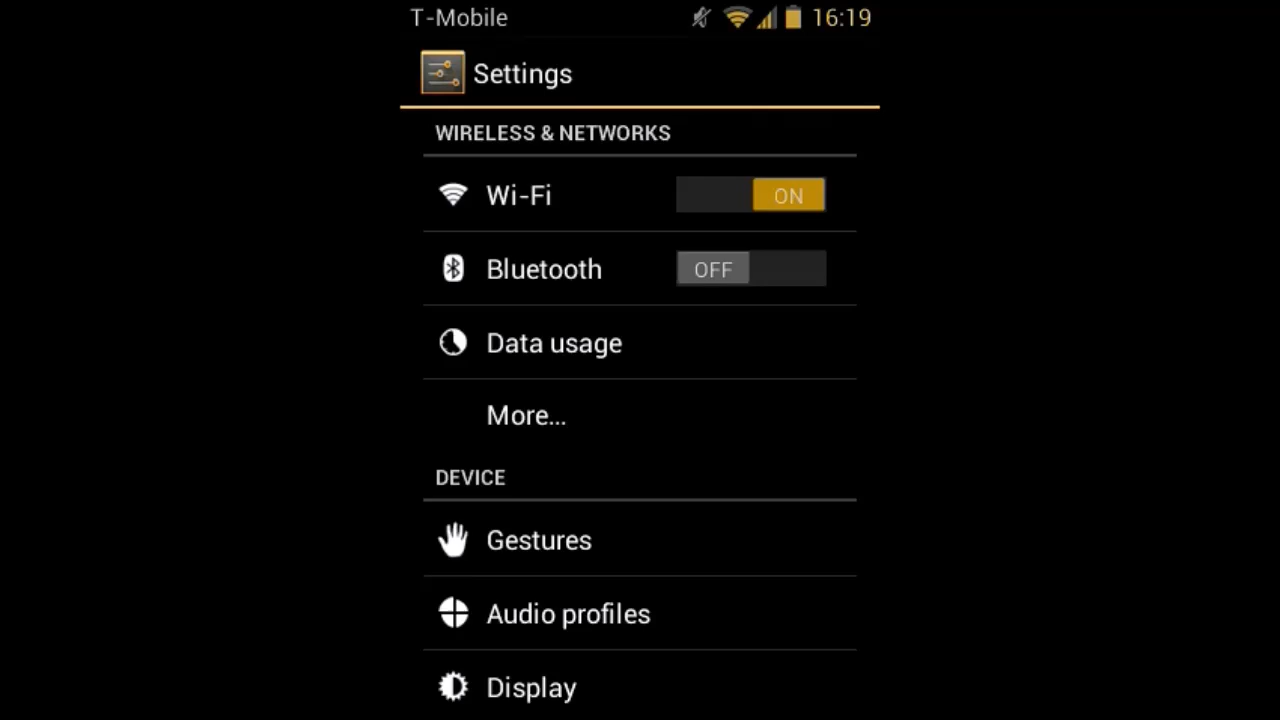 T-Mobile 16:19
Settings
WIRELESS & NETWORKS
Wi-Fi ON
Bluetooth OFF
Data usage
More...
DEVICE
Gestures
Audio profiles
Display